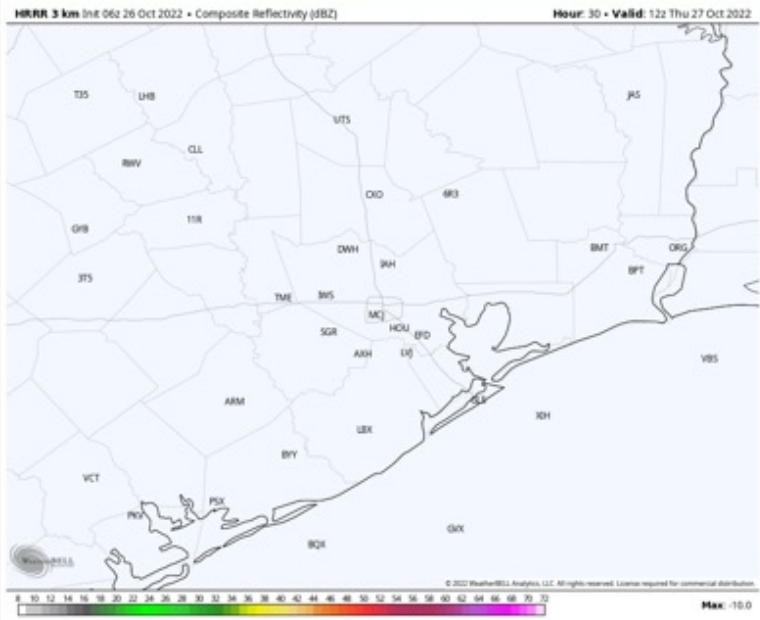 HRRR 3 km Init 06z 26 Oct 2022 • Composite Reflectivity (dBZ) Hour: 30 • Valid: 12z Thu 27 Oct 2022
T35 LHB JAS
UTS
CLL
RWV
CXO 6R3
11R
GYB
DWH BMT ORG
IAH
3T5 BPT
TME IWS
MCJ
SGR HOU EFD
AXH LVJ
VBS
ARM GLS
XIH
LBX
BYY
VCT
PSX
PKV
GVX
BQX
WeatherBELL
© 2022 WeatherBELL Analytics, LLC. All rights reserved. License required for commercial distribution.
8 10 12 14 16 18 20 22 24 26 28 30 32 34 36 38 40 42 44 46 48 50 52 54 56 58 60 62 64 66 68 70 72 Max: -10.0